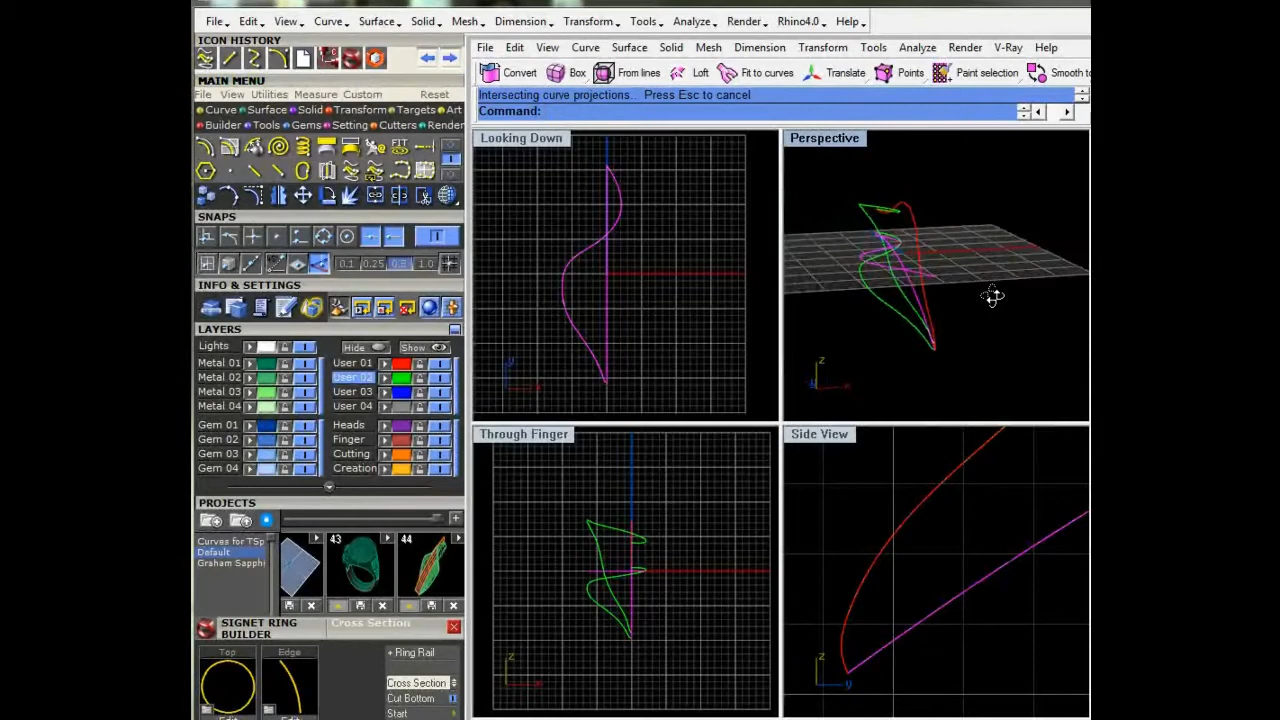 File Edit View Curve Surface Solid Mesh Dimension Transform Tools Analyze Render Rhino4.0 Help
ICON HISTORY
MAIN MENU
File View Utilities Measure Custom Reset
Curve Surface Solid Transform Targets Art
Builder Tools Gems Setting Cutters Render
FIT
SNAPS
0.1 0.25 0.5 1.0
INFO & SETTINGS
LAYERS
Lights Hide Show
Metal 01 User 01
Metal 02 User 02
Metal 03 User 03
Metal 04 User 04
Gem 01 Heads
Gem 02 Finger
Gem 03 Cutting
Gem 04 Creation
PROJECTS
Curves for TSp
Default
Graham Sapph
43 44
SIGNET RING
BUILDER
Cross Section
Top Edge
Edit Edit
+ Ring Rail
Cross Section
Cut Bottom
Start
File Edit View Curve Surface Solid Mesh Dimension Transform Tools Analyze Render V-Ray Help
Convert Box From lines Loft Fit to curves Translate Points Paint selection Smooth to
Intersecting curve projections... Press Esc to cancel
Command:
Looking Down
y x
Perspective
z y x
Through Finger
z x
Side View
z y